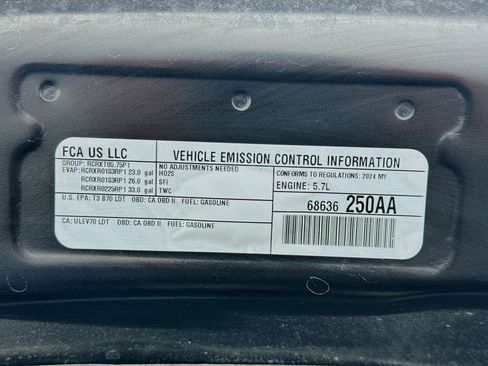 FCA US LLC
VEHICLE EMISSION CONTROL INFORMATION
GROUP: RCRXT05.75P1
EVAP: RCRXR0183RP1 23.0 gal
RCRXR0183RP1 26.0 gal
RCRXR0225RP1 33.0 gal
NO ADJUSTMENTS NEEDED
HO2S
SFI
TWC
CONFORMS TO REGULATIONS: 2024 MY
ENGINE: 5.7L
U.S. EPA: T3 B70 LDT OBD: CA OBD II FUEL: GASOLINE
CA: ULEV70 LDT OBD: CA OBD II FUEL: GASOLINE
68636 250AA